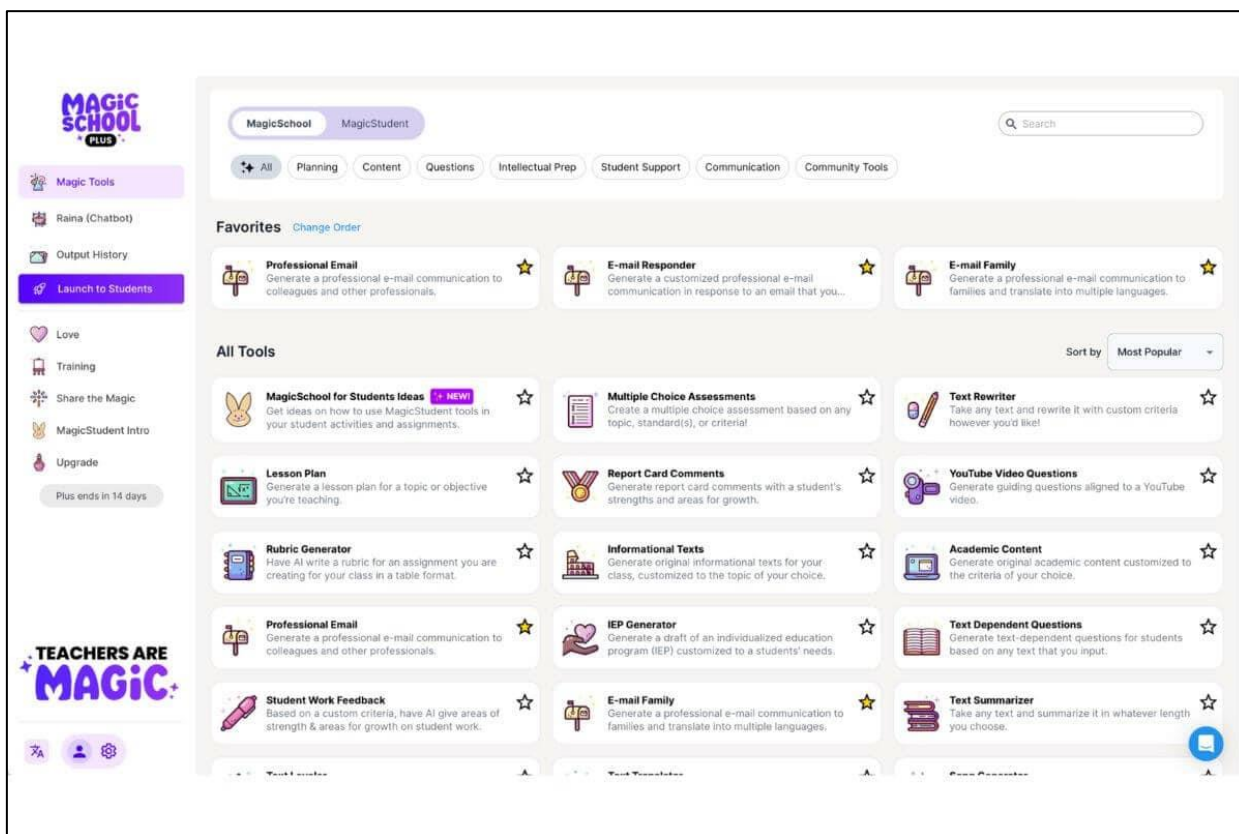 MAGiC
SCHOOL
PLUS
Magic Tools
Raina (Chatbot)
Output History
Launch to Students
Love
Training
Share the Magic
MagicStudent Intro
Upgrade
Plus ends in 14 days
TEACHERS ARE
MAGiC
MagicSchool
MagicStudent
Search
All
Planning
Content
Questions
Intellectual Prep
Student Support
Communication
Community Tools
Favorites
Change Order
Professional Email
Generate a professional e-mail communication to
colleagues and other professionals.
E-mail Responder
Generate a customized professional e-mail
communication in response to an email that you...
E-mail Family
Generate a professional e-mail communication to
families and translate into multiple languages.
All Tools
Sort by
Most Popular
MagicSchool for Students Ideas NEW!
Get ideas on how to use MagicStudent tools in
your student activities and assignments.
Multiple Choice Assessments
Create a multiple choice assessment based on any
topic, standard(s), or criteria!
Text Rewriter
Take any text and rewrite it with custom criteria
however you'd like!
Lesson Plan
Generate a lesson plan for a topic or objective
you're teaching.
Report Card Comments
Generate report card comments with a student's
strengths and areas for growth.
YouTube Video Questions
Generate guiding questions aligned to a YouTube
video.
Rubric Generator
Have AI write a rubric for an assignment you are
creating for your class in a table format.
Informational Texts
Generate original informational texts for your
class, customized to the topic of your choice.
Academic Content
Generate original academic content customized to
the criteria of your choice.
Professional Email
Generate a professional e-mail communication to
colleagues and other professionals.
IEP Generator
Generate a draft of an individualized education
program (IEP) customized to a students' needs.
Text Dependent Questions
Generate text-dependent questions for students
based on any text that you input.
Student Work Feedback
Based on a custom criteria, have AI give areas of
strength & areas for growth on student work.
E-mail Family
Generate a professional e-mail communication to
families and translate into multiple languages.
Text Summarizer
Take any text and summarize it in whatever length
you choose.